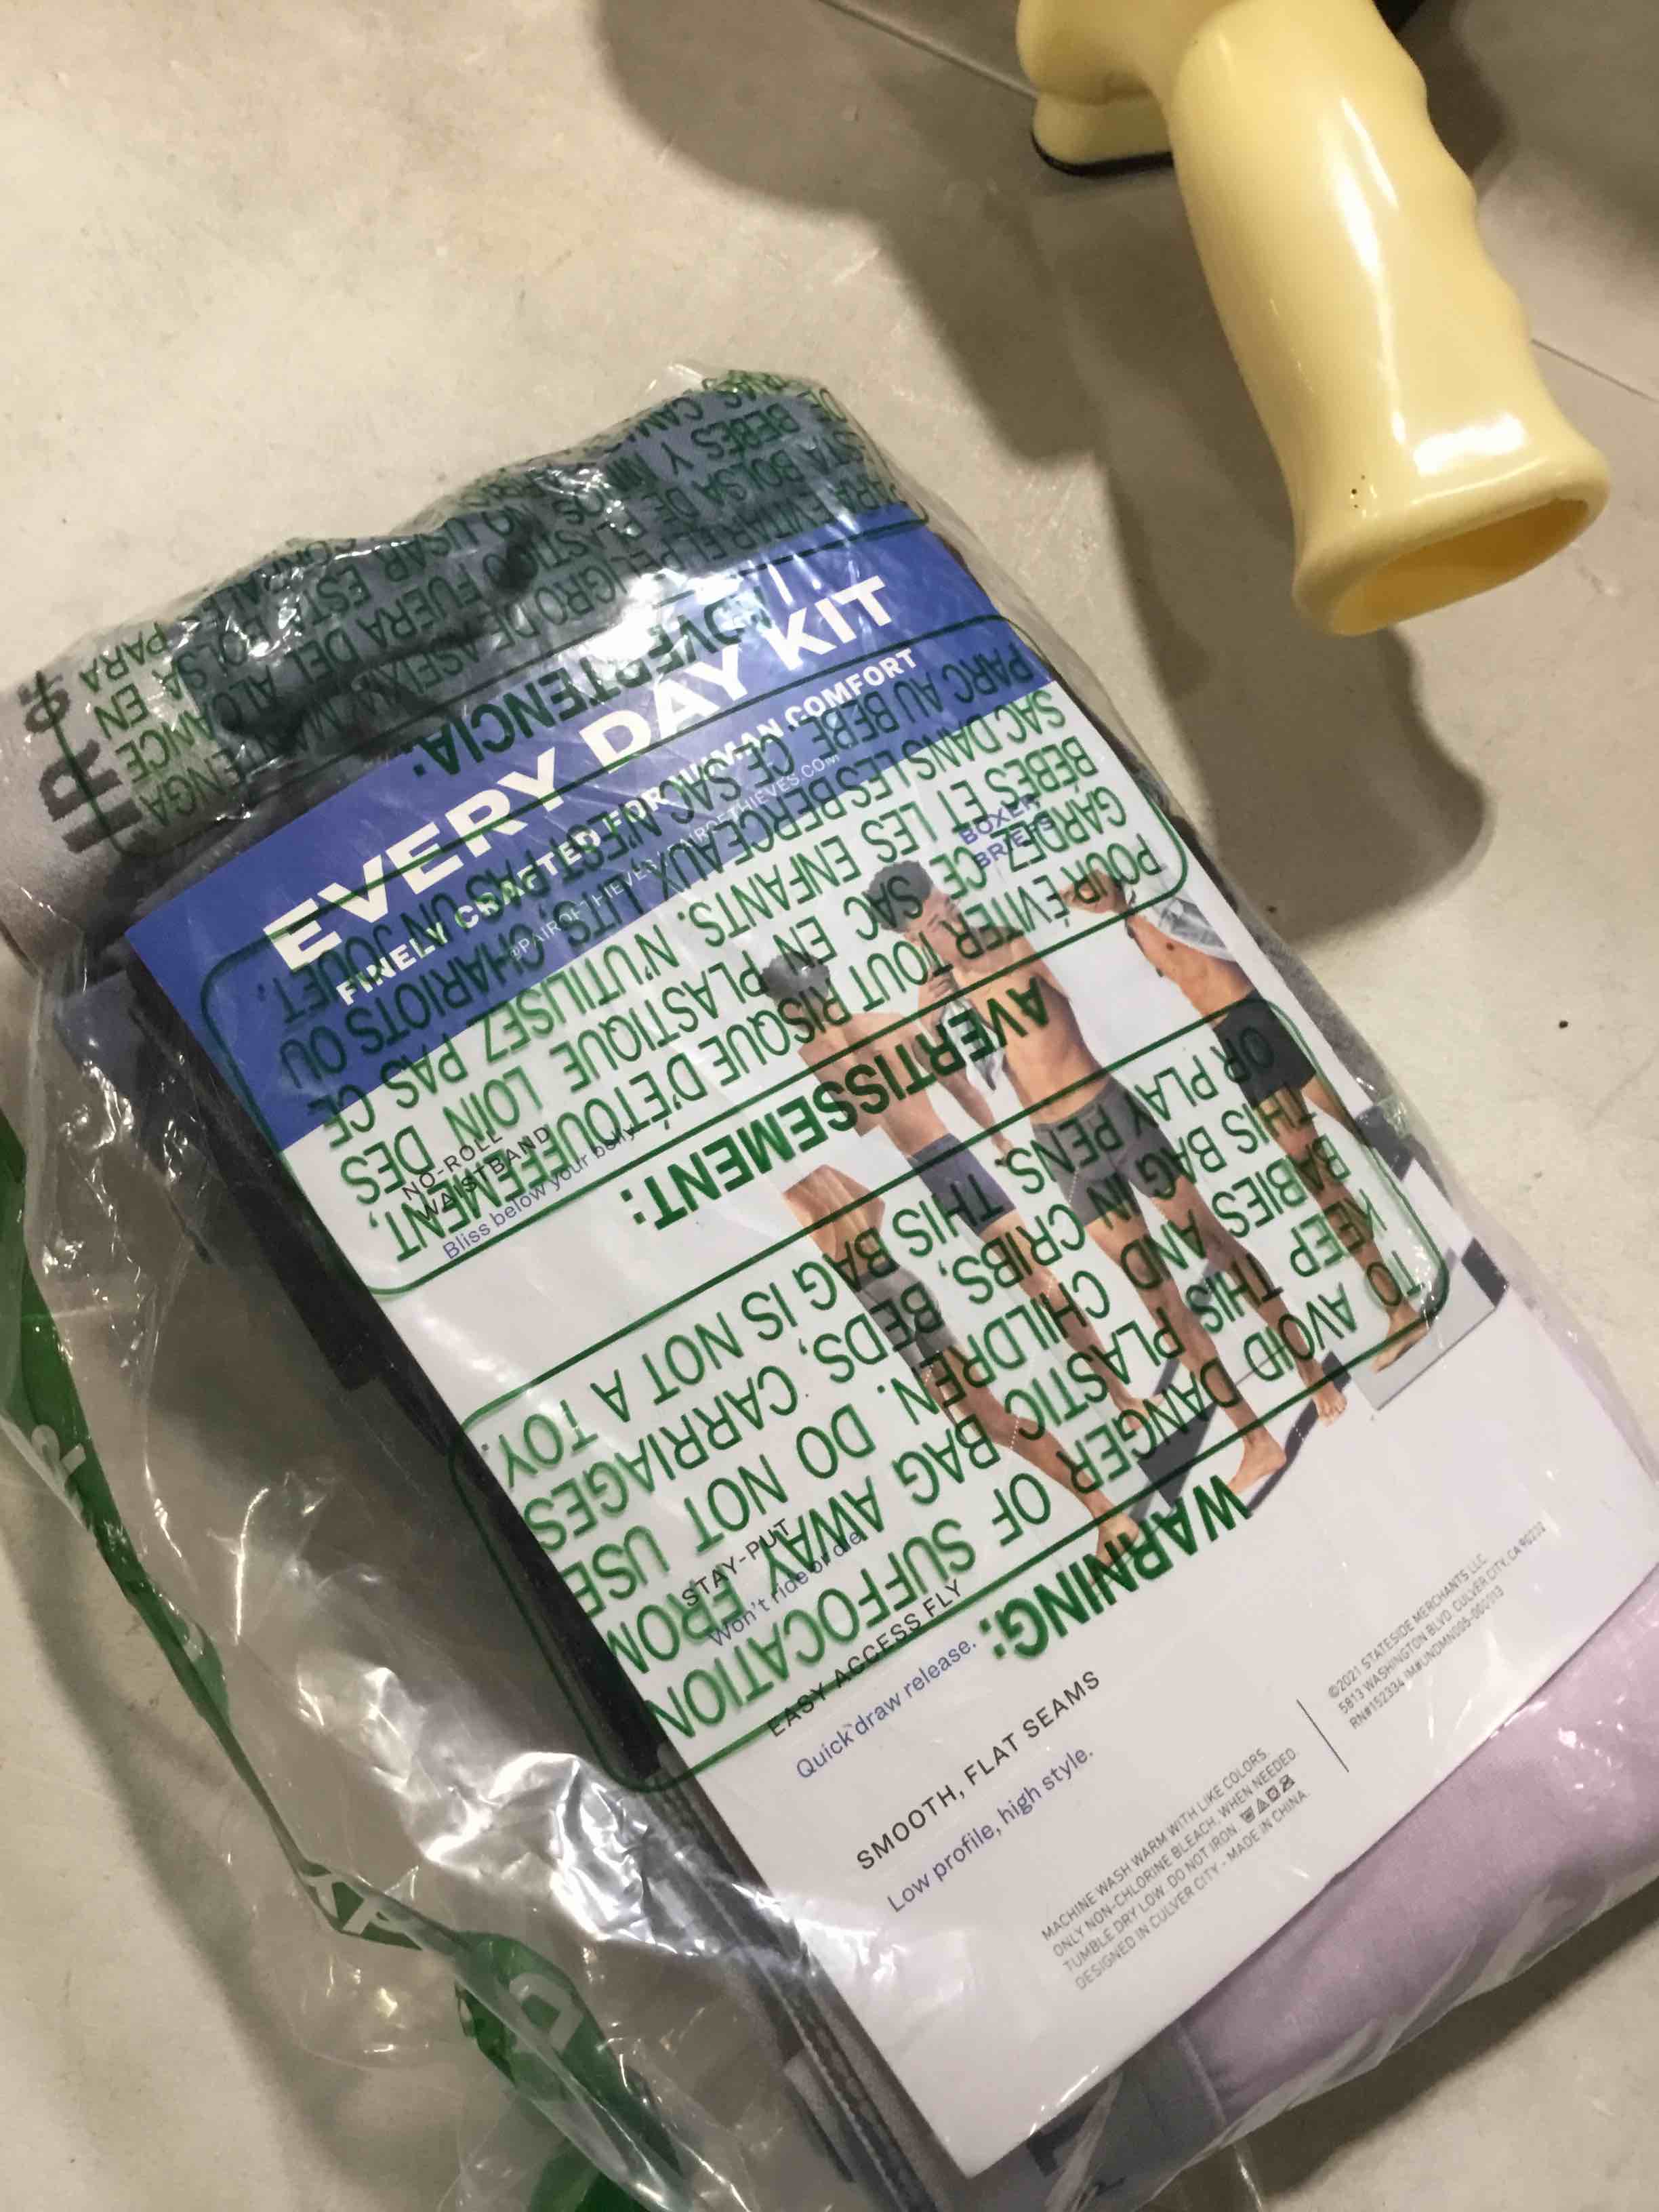 EVERY DAY KIT
FINELY CRAFTED FOR HUMAN COMFORT
BOXER
BRIEFS
NO-ROLL
WAISTBAND
Bliss below your belly.
STAY-PUT
Won't ride or die.
EASY ACCESS FLY
Quick draw release.
SMOOTH, FLAT SEAMS
Low profile, high style.
MACHINE WASH WARM WITH LIKE COLORS.
ONLY NON-CHLORINE BLEACH, WHEN NEEDED.
TUMBLE DRY LOW. DO NOT IRON.
DESIGNED IN CULVER CITY - MADE IN CHINA.
©2021 STATESIDE MERCHANTS LLC
5813 WASHINGTON BLVD, CULVER CITY, CA 90232
RN#152334
WARNING:
TO AVOID DANGER OF SUFFOCATION
KEEP THIS PLASTIC BAG AWAY FROM
BABIES AND CHILDREN. DO NOT USE
THIS BAG IN CRIBS, BEDS, CARRIAGES
OR PLAY PENS. THIS BAG IS NOT A TOY.
AVERTISSEMENT:
POUR ÉVITER TOUT RISQUE D'ÉTOUFFEMENT,
GARDEZ CE SAC EN PLASTIQUE LOIN DES
BÉBÉS ET LES ENFANTS. N'UTILISEZ PAS CE
SAC DANS LES BERCEAUX, LITS, CHARIOTS OU
PARC AU BÉBÉ. CE SAC N'EST PAS UN JOUET.
ADVERTENCIA:
PARA EVITAR EL PELIGRO DE ASFIXIA MANTENGA
ESTA BOLSA DE PLASTICO FUERA DEL ALCANCE
BEBES Y NIÑOS NO USAR ESTA BOLSA EN
PARA